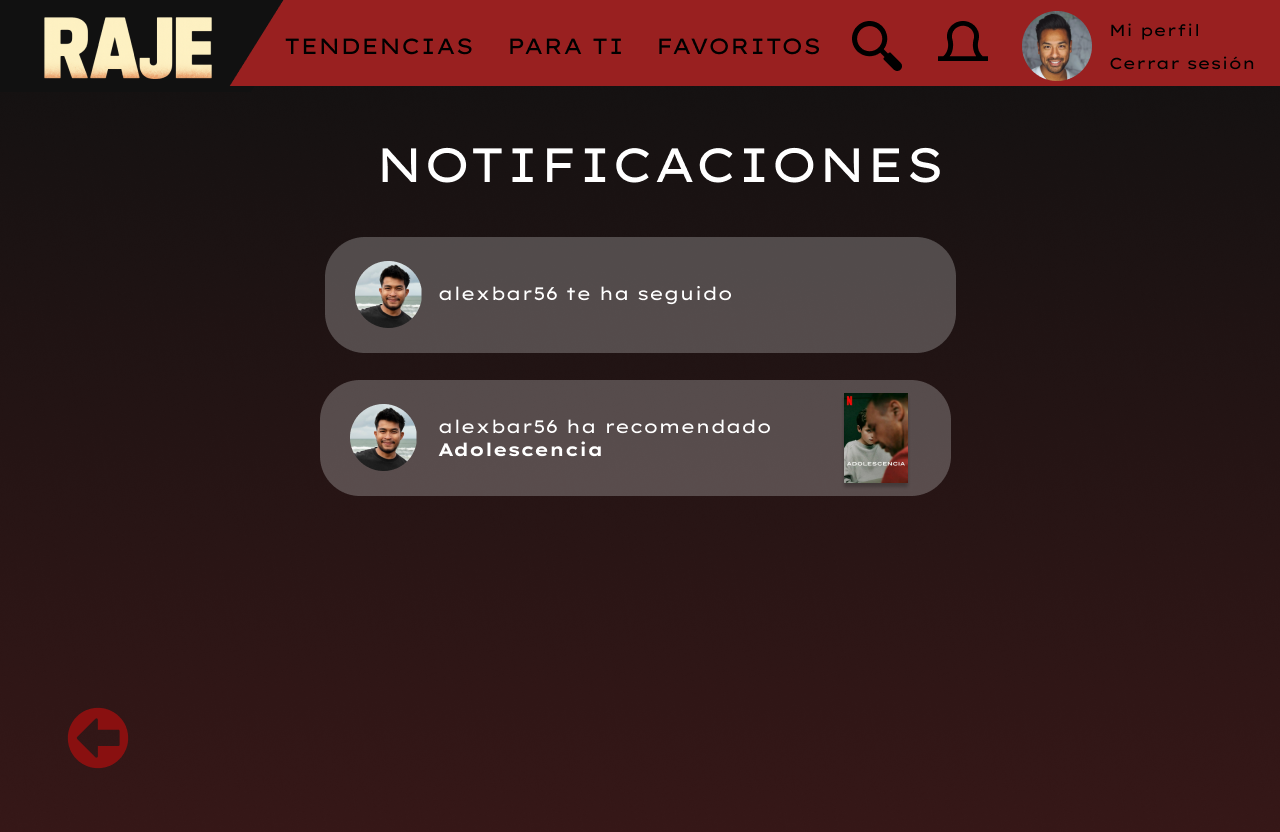 RAJE
TENDENCIAS
PARA TI
FAVORITOS
Mi perfil
Cerrar sesión
NOTIFICACIONES
alexbar56 te ha seguido
alexbar56 ha recomendado
Adolescencia
N
ADOLESCENCIA